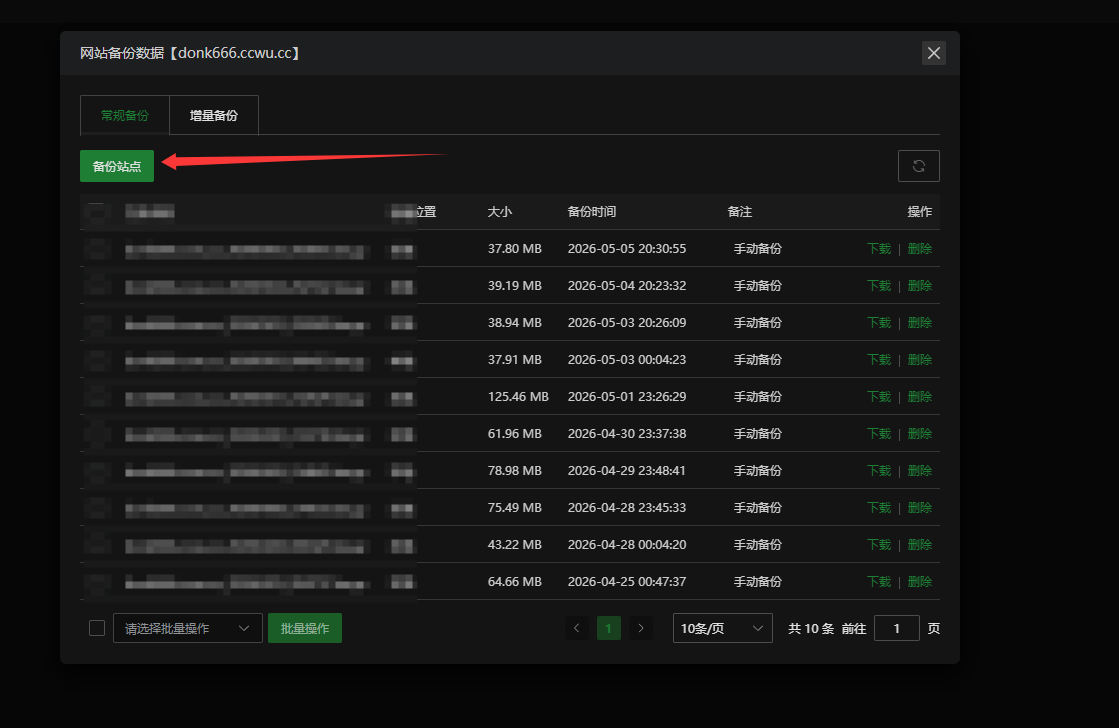 网站备份数据【donk666.ccwu.cc】
常规备份 增量备份
备份站点
位置 大小 备份时间 备注 操作
37.80 MB 2026-05-05 20:30:55 手动备份 下载 | 删除
39.19 MB 2026-05-04 20:23:32 手动备份 下载 | 删除
38.94 MB 2026-05-03 20:26:09 手动备份 下载 | 删除
37.91 MB 2026-05-03 00:04:23 手动备份 下载 | 删除
125.46 MB 2026-05-01 23:26:29 手动备份 下载 | 删除
61.96 MB 2026-04-30 23:37:38 手动备份 下载 | 删除
78.98 MB 2026-04-29 23:48:41 手动备份 下载 | 删除
75.49 MB 2026-04-28 23:45:33 手动备份 下载 | 删除
43.22 MB 2026-04-28 00:04:20 手动备份 下载 | 删除
64.66 MB 2026-04-25 00:47:37 手动备份 下载 | 删除
请选择批量操作 批量操作 1 10条/页 共 10 条 前往 1 页